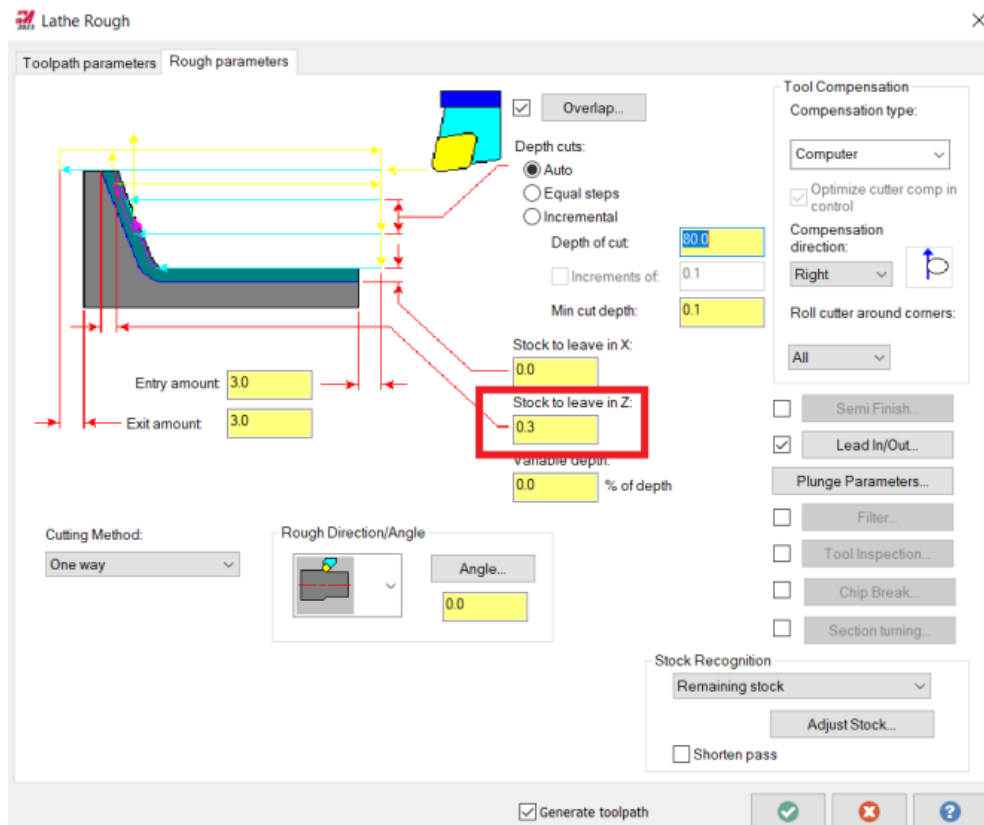 Lathe Rough
Toolpath parameters
Rough parameters
Overlap...
Depth cuts:
Auto
Equal steps
Incremental
Depth of cut:
80.0
Increments of:
0.1
Min cut depth:
0.1
Stock to leave in X:
0.0
Stock to leave in Z:
0.3
Variable depth:
0.0
% of depth
Entry amount
3.0
Exit amount
3.0
Cutting Method:
One way
Rough Direction/Angle
Angle...
0.0
Tool Compensation
Compensation type:
Computer
Optimize cutter comp in
control
Compensation
direction:
Right
Roll cutter around corners:
All
Semi Finish...
Lead In/Out...
Plunge Parameters...
Filter...
Tool Inspection...
Chip Break...
Section turning...
Stock Recognition
Remaining stock
Adjust Stock...
Shorten pass
Generate toolpath